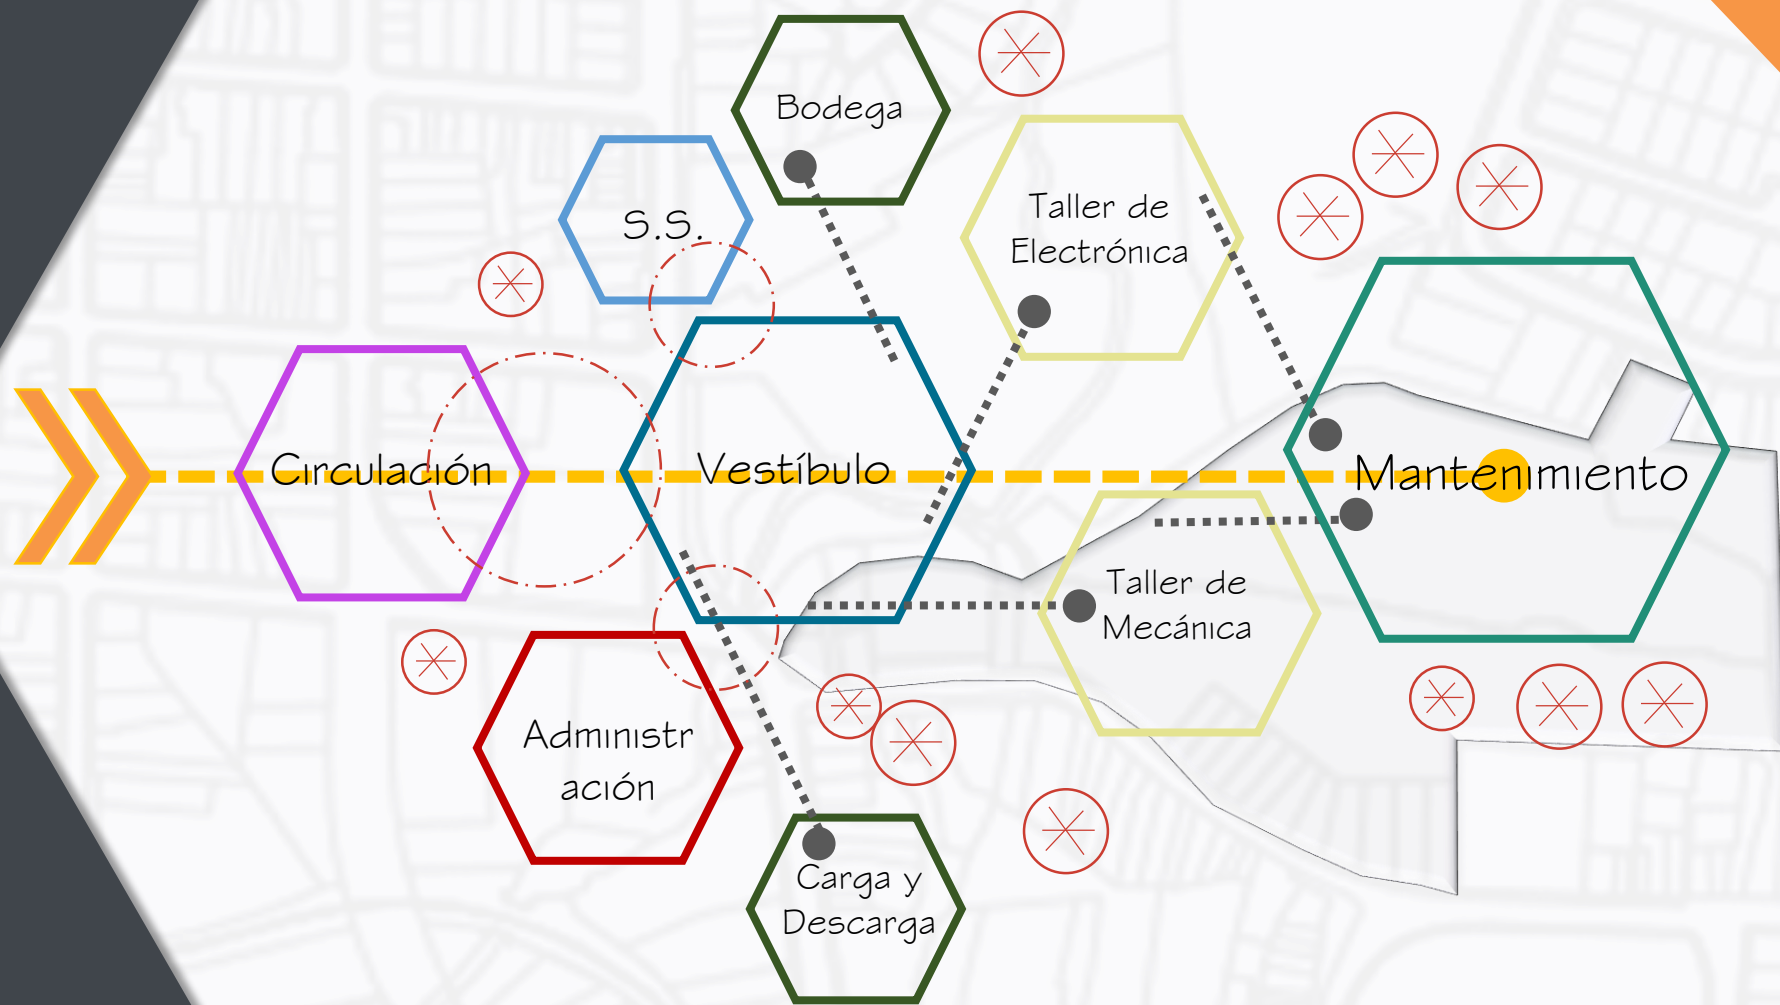 Bodega
S.S.
Taller de
Electrónica
Circulación
Vestíbulo
Mantenimiento
Taller de
Mecánica
Administr
ación
Carga y
Descarga